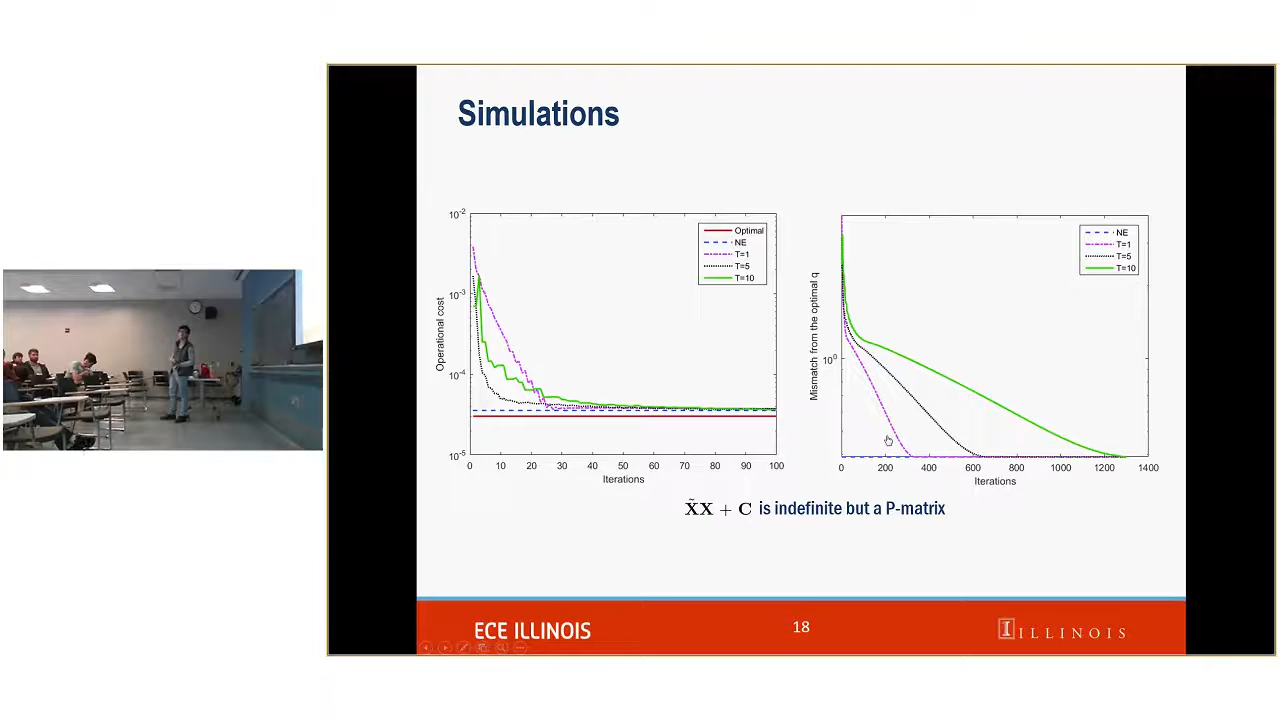 Simulations
10^-2
10^-3
10^-4
10^-5
Operational cost
0 10 20 30 40 50 60 70 80 90 100
Iterations
Optimal
NE
T=1
T=5
T=10
Mismatch from the optimal q
10^0
0 200 400 600 800 1000 1200 1400
Iterations
NE
T=1
T=5
T=10
X̃X + C is indefinite but a P-matrix
ECE ILLINOIS
18
I ILLINOIS